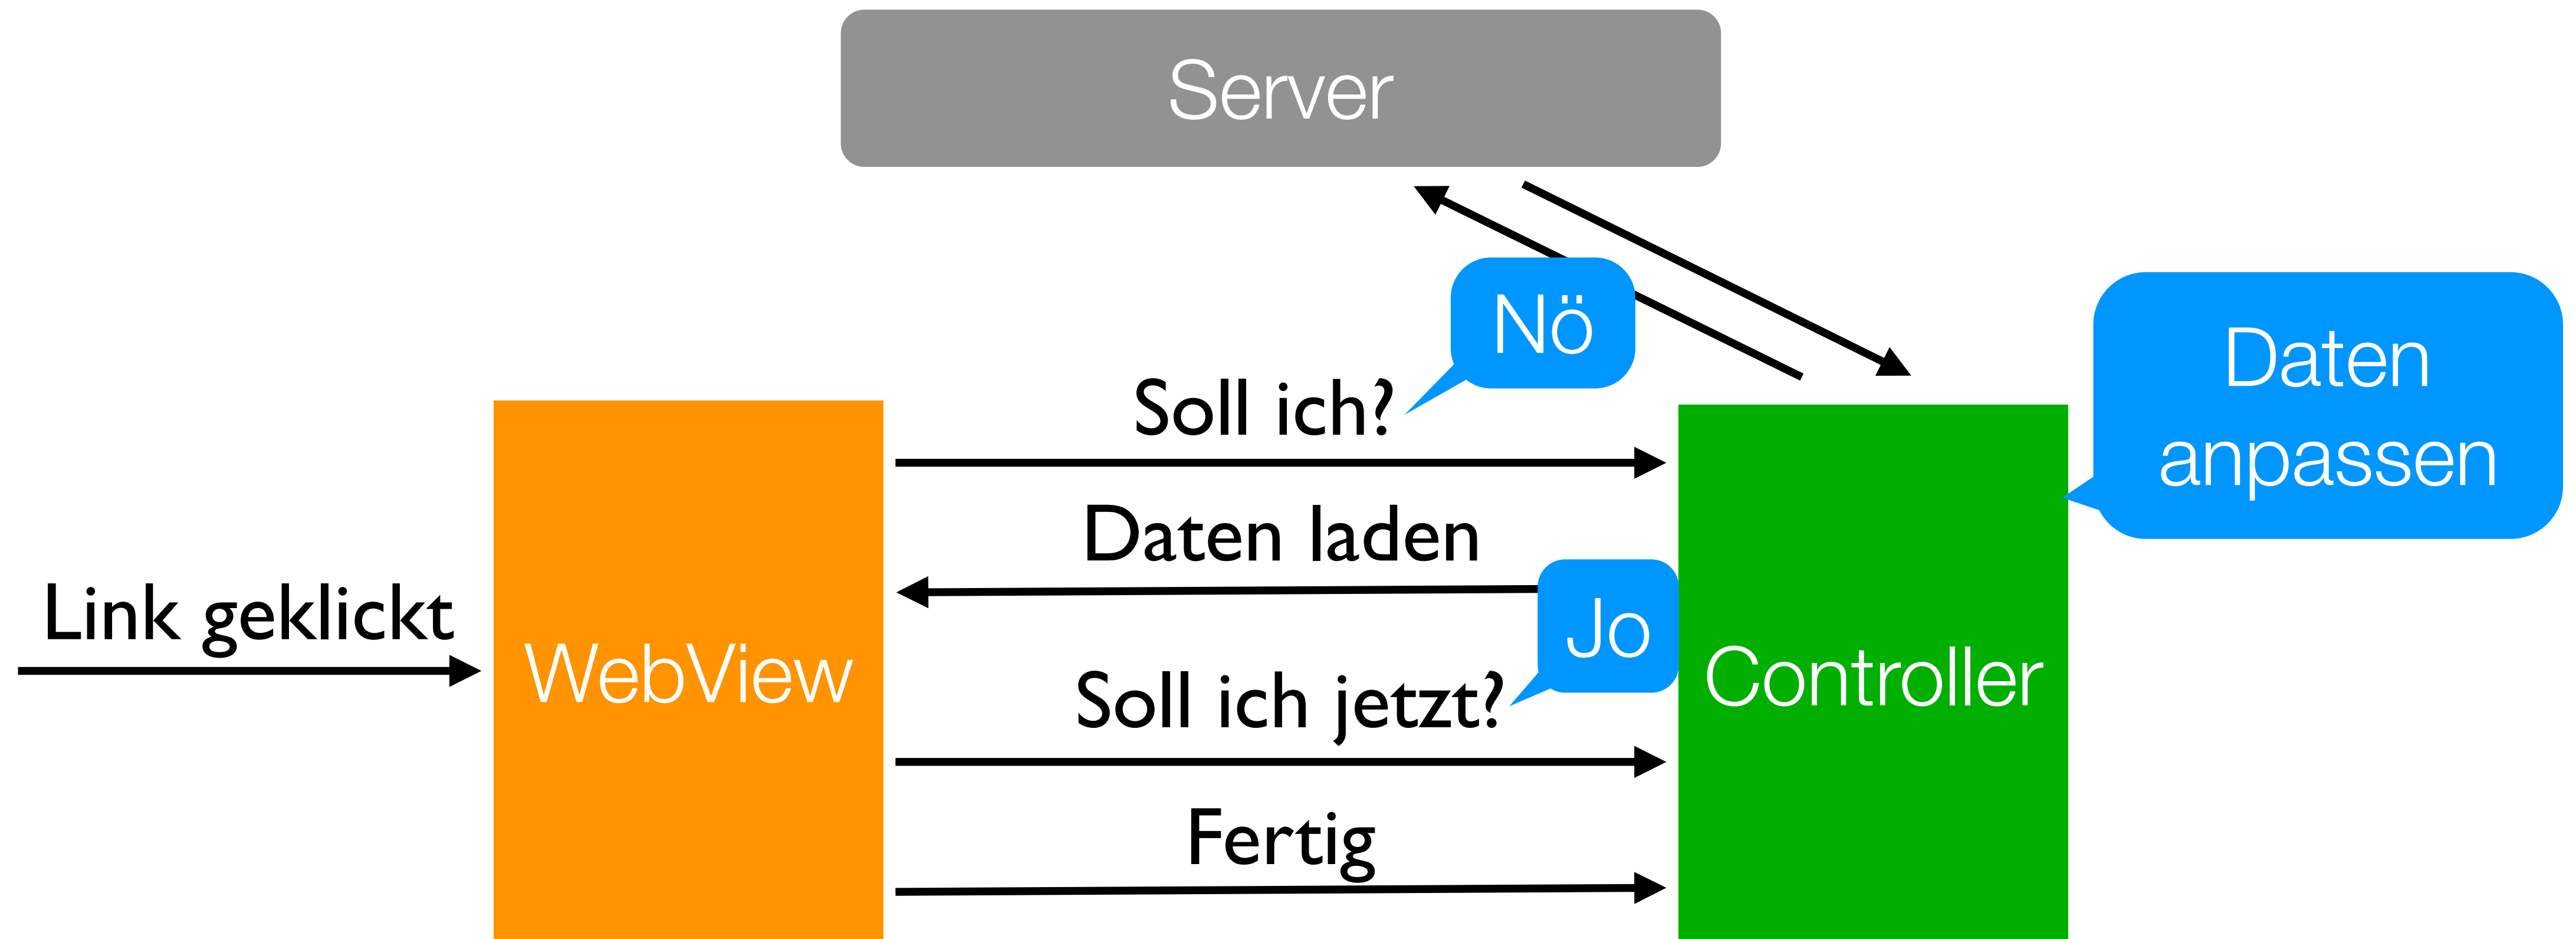 Server
Nö
Daten
anpassen
Soll ich?
Daten laden
Link geklickt
Jo
WebView
Controller
Soll ich jetzt?
Fertig